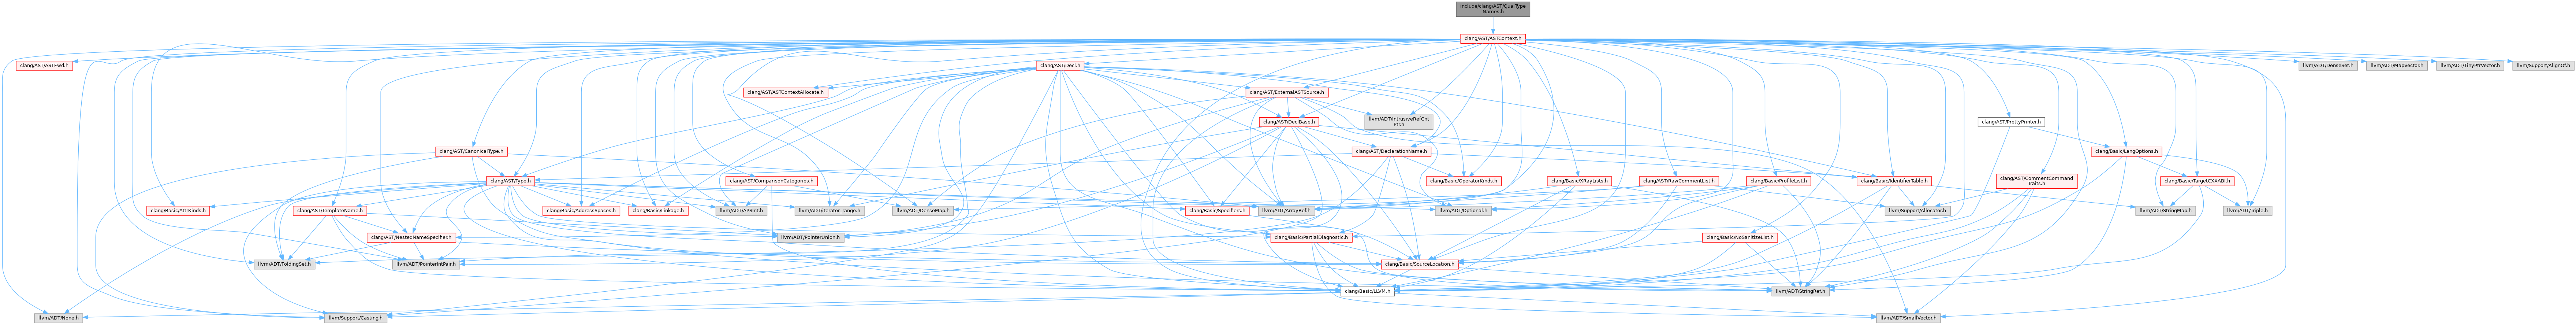 include/clang/AST/QualType
Names.h
clang/AST/ASTContext.h
clang/AST/ASTFwd.h
clang/AST/Decl.h
llvm/ADT/DenseSet.h
llvm/ADT/MapVector.h
llvm/ADT/TinyPtrVector.h
llvm/Support/AlignOf.h
clang/AST/ASTContextAllocate.h
clang/AST/ExternalASTSource.h
llvm/ADT/IntrusiveRefCnt
Ptr.h
clang/AST/DeclBase.h
clang/AST/PrettyPrinter.h
clang/AST/CanonicalType.h
clang/AST/DeclarationName.h
clang/Basic/LangOptions.h
clang/AST/Type.h
clang/AST/ComparisonCategories.h
clang/Basic/OperatorKinds.h
clang/Basic/XRayLists.h
clang/AST/RawCommentList.h
clang/Basic/ProfileList.h
clang/Basic/IdentifierTable.h
clang/AST/CommentCommand
Traits.h
clang/Basic/TargetCXXABI.h
clang/Basic/AttrKinds.h
clang/AST/TemplateName.h
clang/Basic/AddressSpaces.h
clang/Basic/Linkage.h
llvm/ADT/APSInt.h
llvm/ADT/iterator_range.h
llvm/ADT/DenseMap.h
clang/Basic/Specifiers.h
llvm/ADT/ArrayRef.h
llvm/ADT/Optional.h
llvm/Support/Allocator.h
llvm/ADT/StringMap.h
llvm/ADT/Triple.h
clang/AST/NestedNameSpecifier.h
llvm/ADT/PointerUnion.h
clang/Basic/PartialDiagnostic.h
clang/Basic/NoSanitizeList.h
llvm/ADT/FoldingSet.h
llvm/ADT/PointerIntPair.h
clang/Basic/SourceLocation.h
clang/Basic/LLVM.h
llvm/ADT/StringRef.h
llvm/ADT/None.h
llvm/Support/Casting.h
llvm/ADT/SmallVector.h